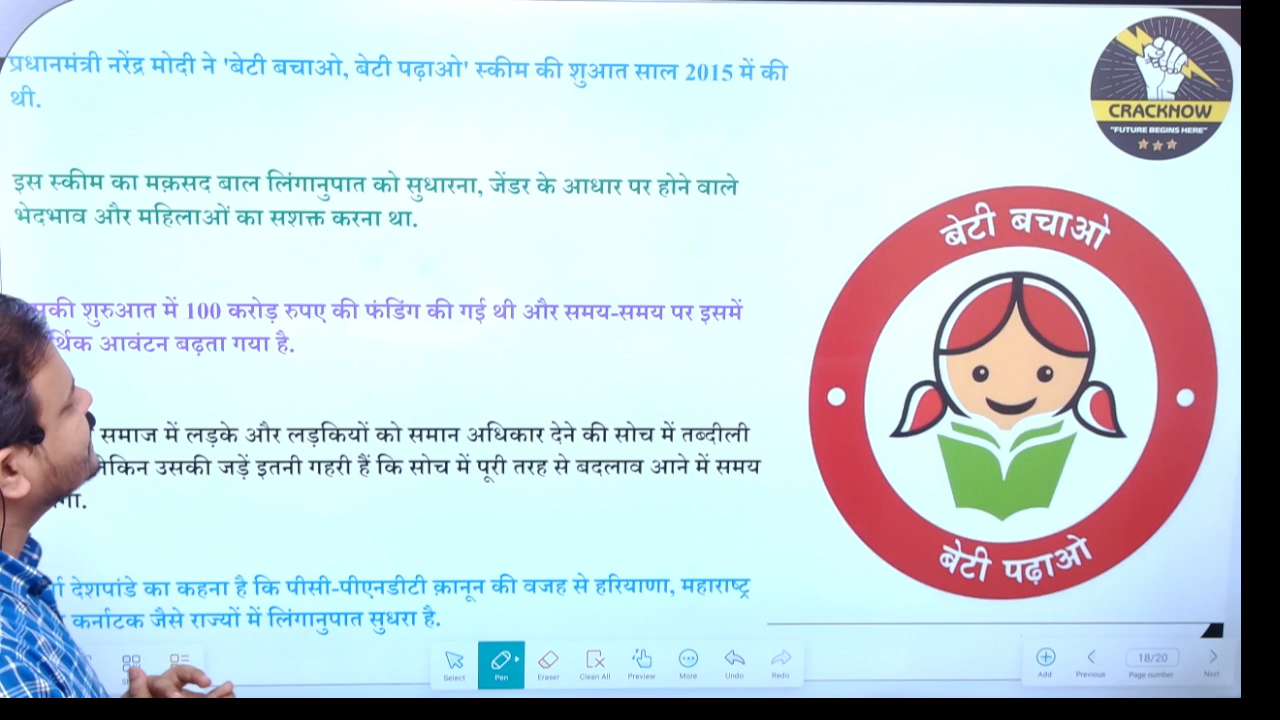 प्रधानमंत्री नरेंद्र मोदी ने 'बेटी बचाओ, बेटी पढ़ाओ' स्कीम की शुआत साल 2015 में की
थी.
इस स्कीम का मक़सद बाल लिंगानुपात को सुधारना, जेंडर के आधार पर होने वाले
भेदभाव और महिलाओं का सशक्त करना था.
शुरुआत में 100 करोड़ रुपए की फंडिंग की गई थी और समय-समय पर इसमें
आवंटन बढ़ता गया है.
समाज में लड़के और लड़कियों को समान अधिकार देने की सोच में तब्दीली
उसकी जड़ें इतनी गहरी हैं कि सोच में पूरी तरह से बदलाव आने में समय
देशपांडे का कहना है कि पीसी-पीएनडीटी क़ानून की वजह से हरियाणा, महाराष्ट्र
कर्नाटक जैसे राज्यों में लिंगानुपात सुधरा है.
CRACKNOW
"FUTURE BEGINS HERE"
बेटी बचाओ
बेटी पढ़ाओ
Select Pen Eraser Clean All Preview More Undo Redo
Add Previous 18/20 Page number Next